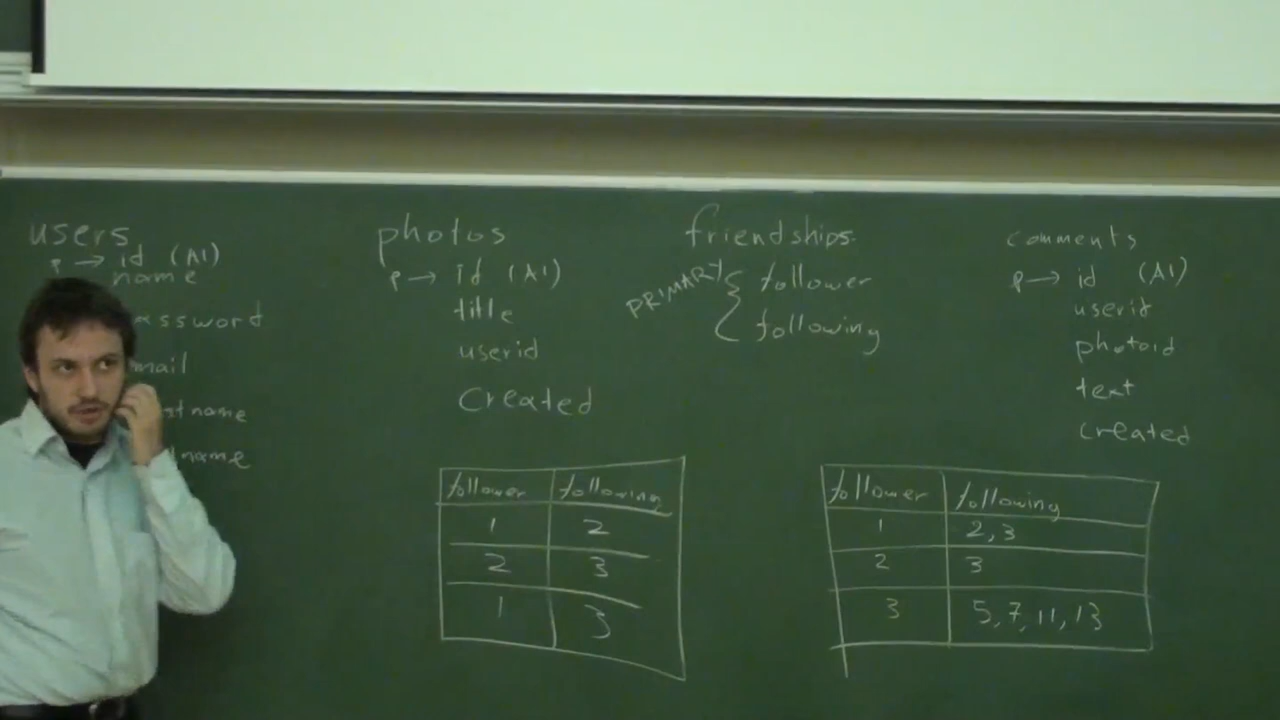 users
P → id (AI)
name
assword
mail
tname
name
photos
P → id (AI)
title
userid
Created
friendships
PRIMARY { follower
following
comments
P → id (AI)
userid
photoid
text
created
follower following
1 2
2 3
1 3
follower following
1 2, 3
2 3
3 5, 7, 11, 13